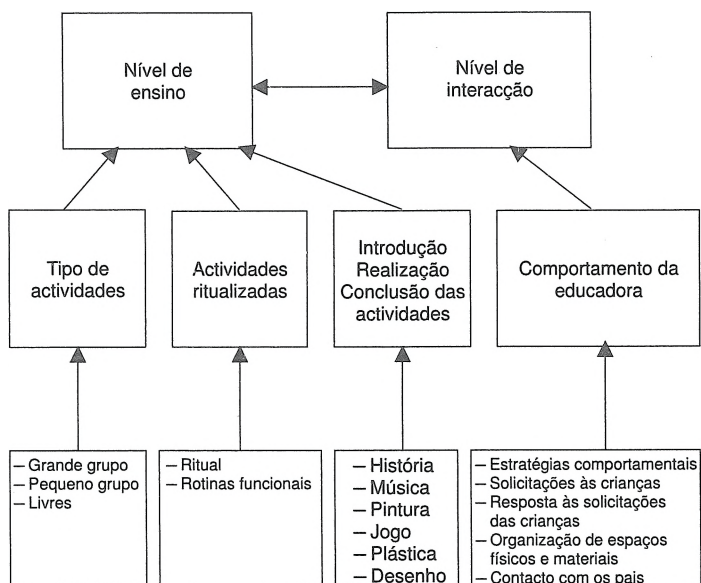 Nível de
ensino
Nível de
interacção
Tipo de
actividades
Actividades
ritualizadas
Introdução
Realização
Conclusão das
actividades
Comportamento da
educadora
– Grande grupo
– Pequeno grupo
– Livres
– Ritual
– Rotinas funcionais
– História
– Música
– Pintura
– Jogo
– Plástica
– Desenho
– Estratégias comportamentais
– Solicitações às crianças
– Resposta às solicitações
das crianças
– Organização de espaços
físicos e materiais
– Contacto com os pais